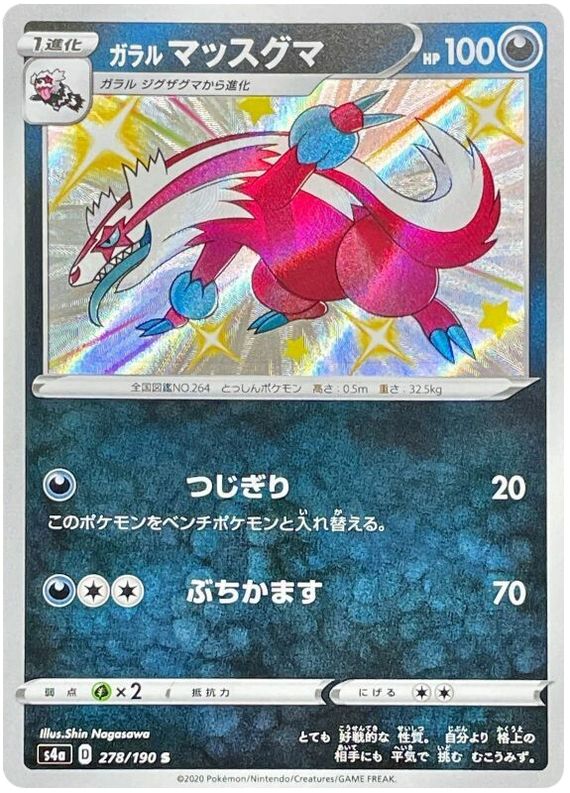 1進化
ガラル マッスグマ
HP 100
ガラル ジグザグマから進化
全国図鑑NO.264 とっしんポケモン 高さ:0.5m 重さ:32.5kg
つじぎり 20
このポケモンをベンチポケモンと入れ替える。
ぶちかます 70
弱点 ×2 抵抗力 にげる
Illus.Shin Nagasawa
s4a D 278/190 S
とても 好戦的な 性質。 自分より 格上の
相手にも 平気で 挑む むこうみず。
©2020 Pokémon/Nintendo/Creatures/GAME FREAK.